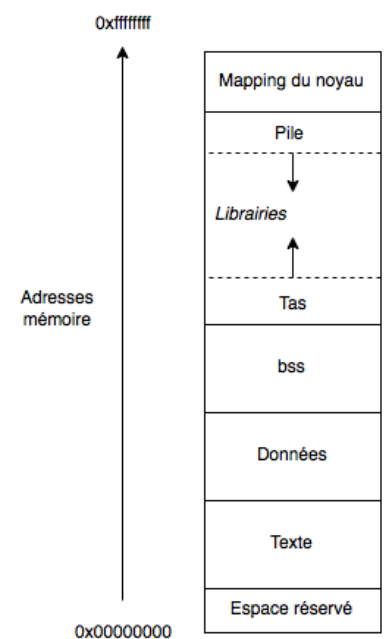 0xffffffff
Mapping du noyau
Pile
Librairies
Tas
Adresses
mémoire
bss
Données
Texte
Espace réservé
0x00000000